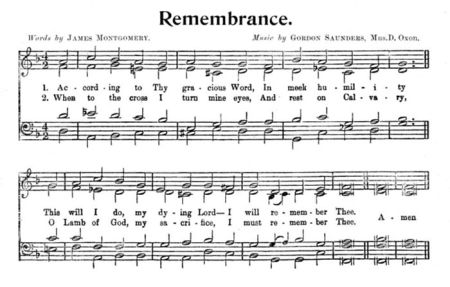 Remembrance.
Words by JAMES MONTGOMERY. Music by GORDON SAUNDERS, Mus.D. Oxon.
1. Ac- cord- ing to Thy gra- cious Word, In meek hu- mil- i- ty
2. When to the cross I turn mine eyes, And rest on Cal- va- ry,
This will I do, my dy- ing Lord— I will re- mem- ber Thee. A- men
O Lamb of God, my sa- cri- fice, I must re- mem- ber Thee.